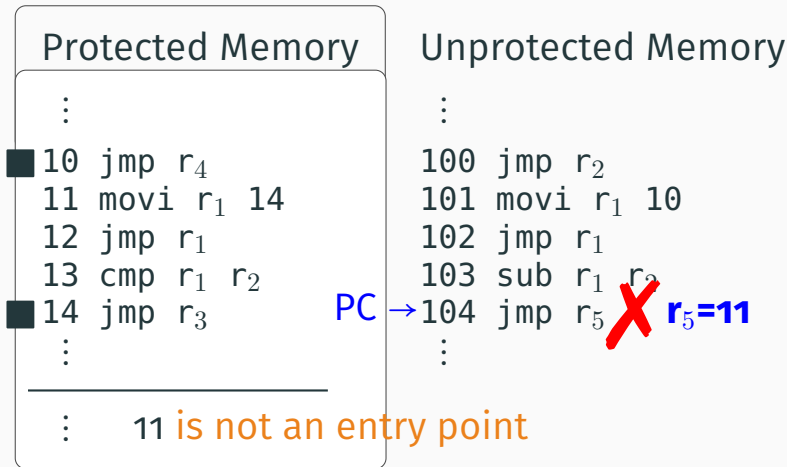 Protected Memory Unprotected Memory
⋮ ⋮
10 jmp r₄ 100 jmp r₂
11 movi r₁ 14 101 movi r₁ 10
12 jmp r₁ 102 jmp r₁
13 cmp r₁ r₂ 103 sub r₁ r₂
14 jmp r₃ PC → 104 jmp r₅ ✗ r₅=11
⋮ ⋮
⋮ 11 is not an entry point